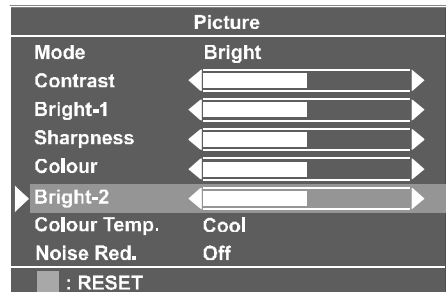 Picture
Mode Bright
Contrast
Bright-1
Sharpness
Colour
Bright-2
Colour Temp. Cool
Noise Red. Off
: RESET